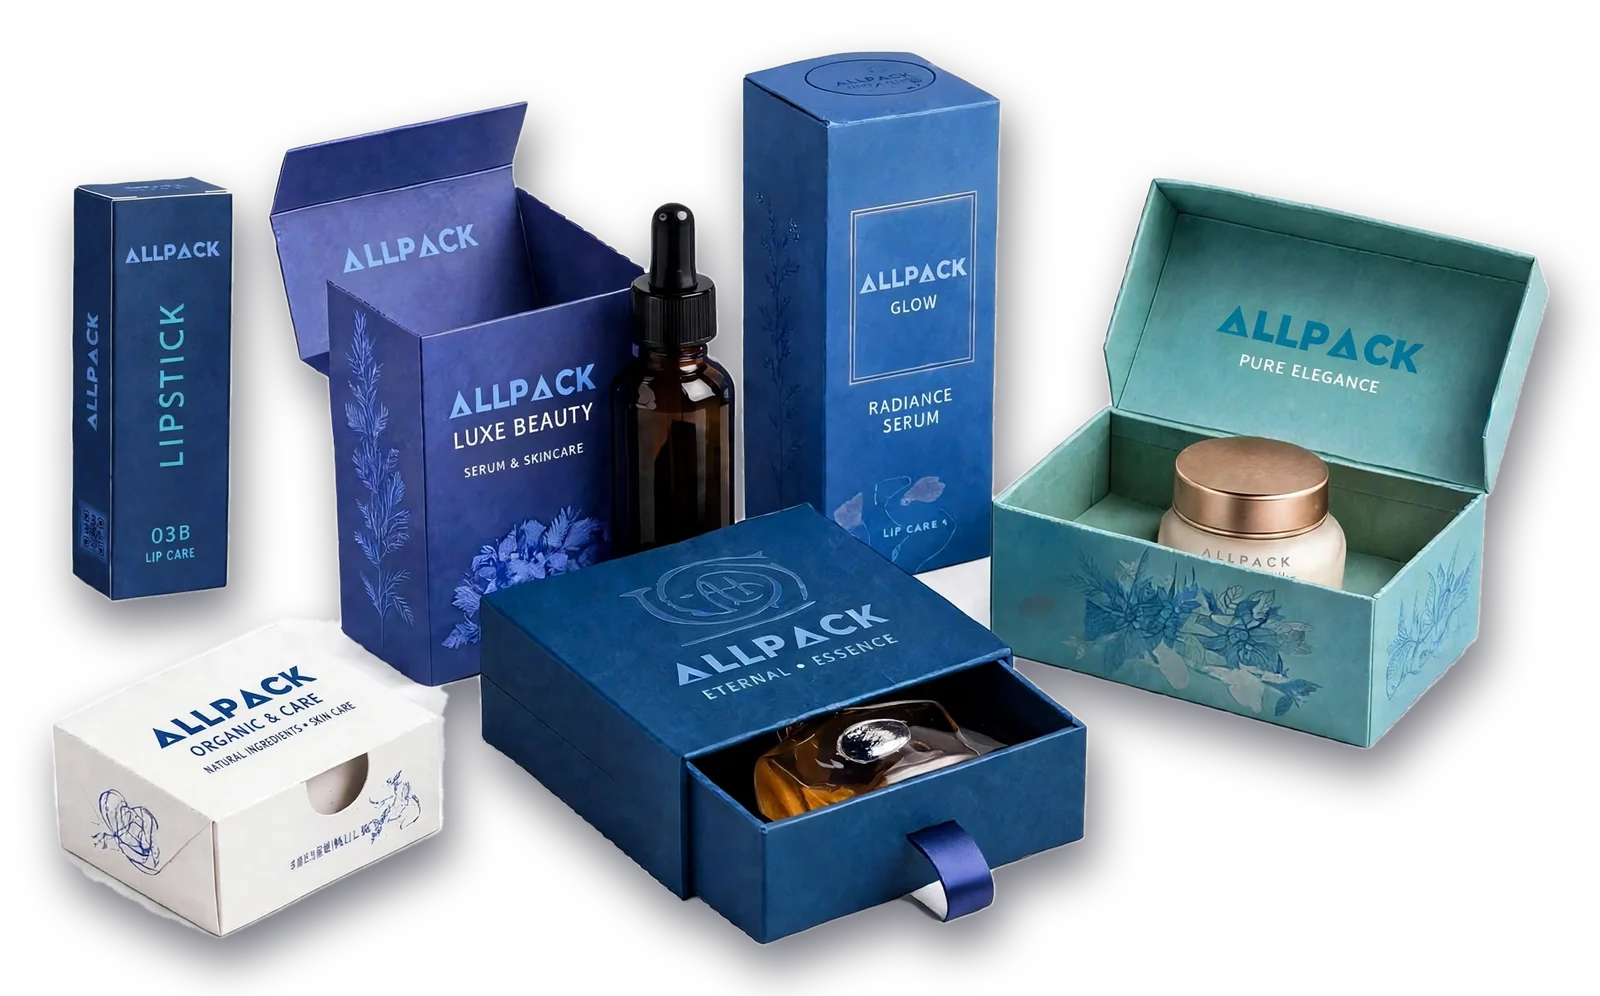 ALLPACK
LIPSTICK
03B
LIP CARE
ALLPACK
ALLPACK
ALLPACK
LUXE BEAUTY
SERUM & SKINCARE
ALLPACK
ALLPACK
GLOW
RADIANCE
SERUM
LIP CARE
ALLPACK
PURE ELEGANCE
ALLPACK
ALLPACK
ETERNAL • ESSENCE
ALLPACK
ORGANIC & CARE
NATURAL INGREDIENTS • SKIN CARE